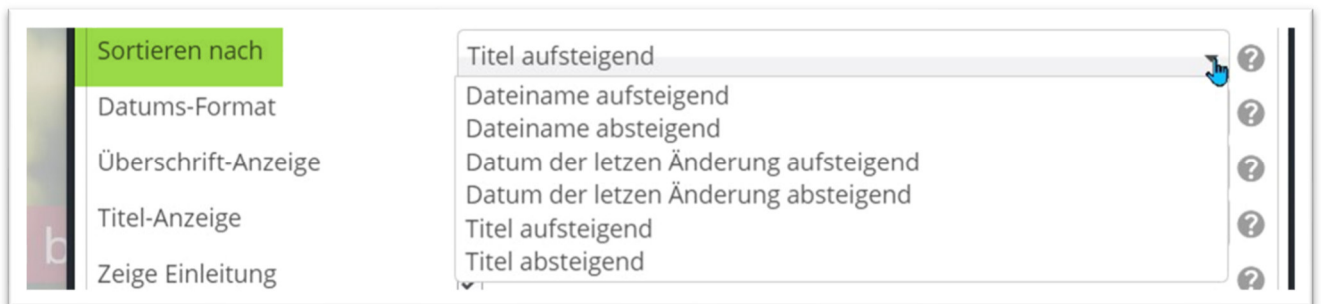 Sortieren nach
Titel aufsteigend
Datums-Format
Überschrift-Anzeige
Titel-Anzeige
Zeige Einleitung
Dateiname aufsteigend
Dateiname absteigend
Datum der letzen Änderung aufsteigend
Datum der letzen Änderung absteigend
Titel aufsteigend
Titel absteigend
?
?
?
?
?
b